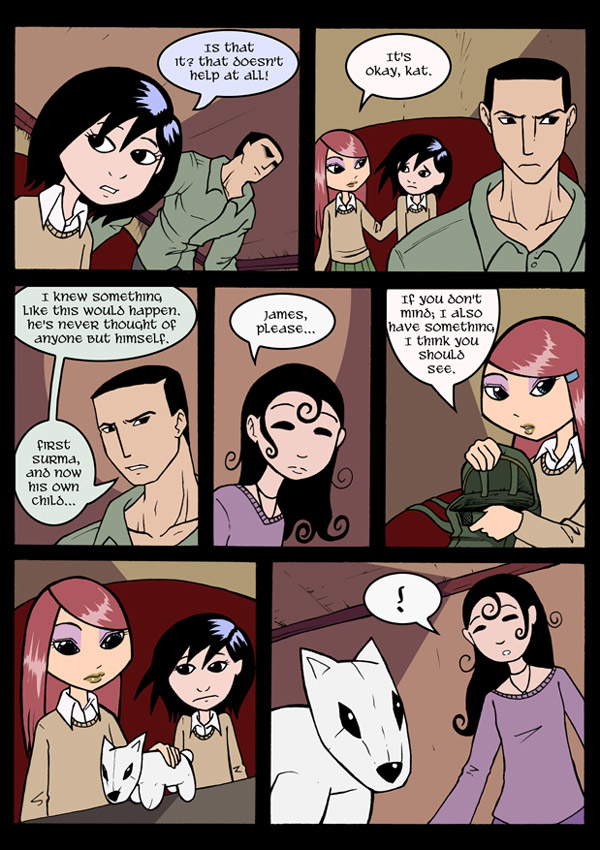 Is that
it? that doesn't
help at all!
It's
okay, Kat.
I knew something
like this would happen.
he's never thought of
anyone but himself.
first
surma,
and now
his own
child...
James,
please...
If you don't
mind; I also
have something
I think you
should
see.
!